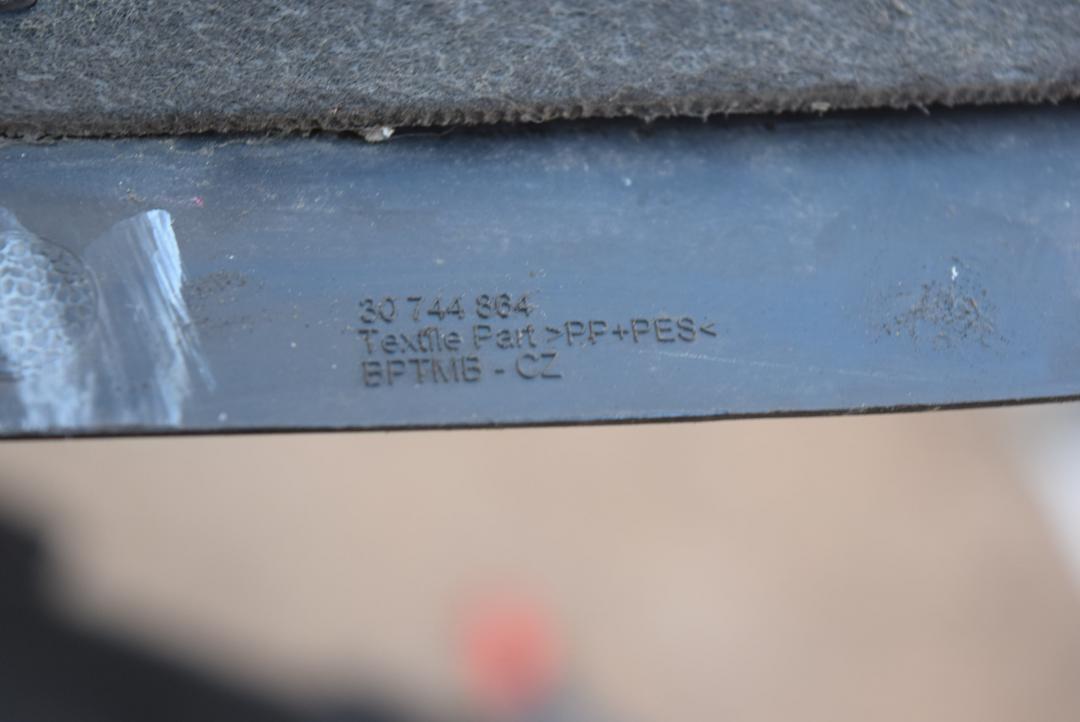 30 744 864
Textile Part >PP+PES<
BPTMB - CZ